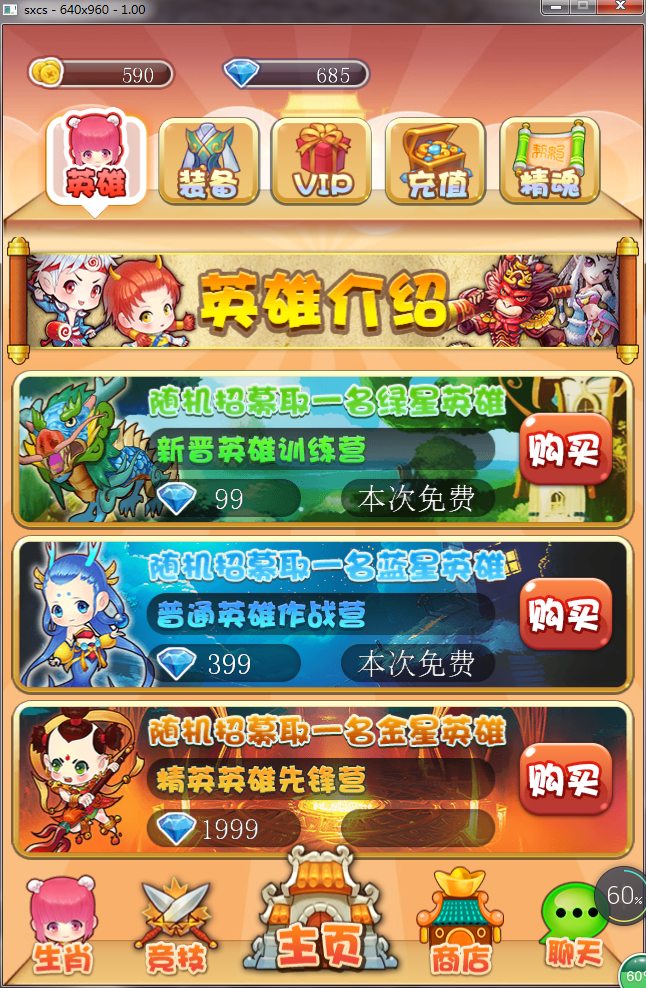 sxcs - 640x960 - 1.00
590
685
英雄
装备
VIP
充值
精魂
英雄介绍
随机招募取一名绿星英雄
新晋英雄训练营
购买
99
本次免费
随机招募取一名蓝星英雄
普通英雄作战营
购买
399
本次免费
随机招募取一名金星英雄
精英英雄先锋营
购买
1999
60%
生肖
竞技
主页
商店
聊天
60°